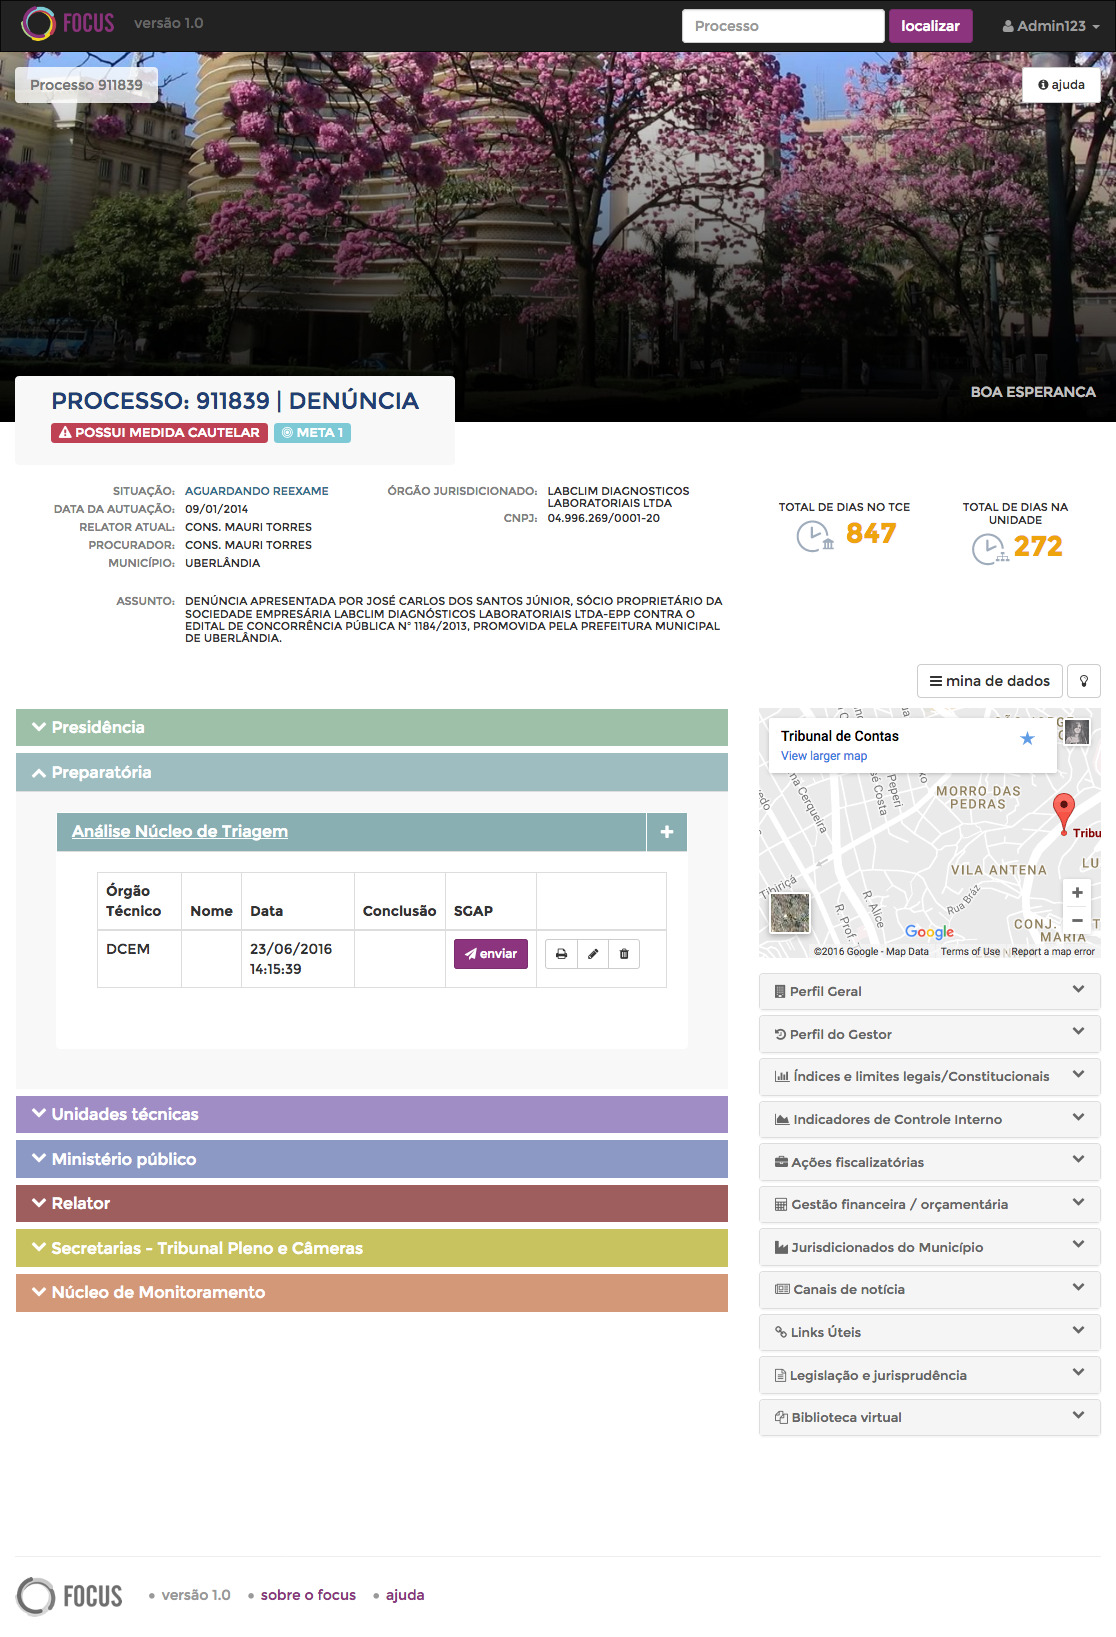 FOCUS versão 1.0
Processo
localizar
Admin123
Processo 911839
ajuda
BOA ESPERANCA
PROCESSO: 911839 | DENÚNCIA
POSSUI MEDIDA CAUTELAR META 1
SITUAÇÃO: AGUARDANDO REEXAME
DATA DA AUTUAÇÃO: 09/01/2014
RELATOR ATUAL: CONS. MAURI TORRES
PROCURADOR: CONS. MAURI TORRES
MUNICÍPIO: UBERLÂNDIA
ÓRGÃO JURISDICIONADO: LABCLIM DIAGNOSTICOS
LABORATORIAIS LTDA
CNPJ: 04.996.269/0001-20
TOTAL DE DIAS NO TCE
847
TOTAL DE DIAS NA
UNIDADE
272
ASSUNTO: DENÚNCIA APRESENTADA POR JOSÉ CARLOS DOS SANTOS JÚNIOR, SÓCIO PROPRIETÁRIO DA
SOCIEDADE EMPRESÁRIA LABCLIM DIAGNÓSTICOS LABORATORIAIS LTDA-EPP CONTRA O
EDITAL DE CONCORRÊNCIA PÚBLICA Nº 1184/2013, PROMOVIDA PELA PREFEITURA MUNICIPAL
DE UBERLÂNDIA.
mina de dados
Presidência
Preparatória
Análise Núcleo de Triagem
Órgão
Técnico Nome Data Conclusão SGAP
DCEM 23/06/2016 enviar
14:15:39
Unidades técnicas
Ministério público
Relator
Secretarias - Tribunal Pleno e Câmeras
Núcleo de Monitoramento
Tribunal de Contas
View larger map
MORRO DAS
PEDRAS
Tribu
VILA ANTENA
LU
na Cerqueira
sé Costa
Peperi
Tibiriçá
R. Prof.
R. Alice
Rua Bráz
CONJ.
MARIA
T
Google
©2016 Google - Map Data Terms of Use Report a map error
Perfil Geral
Perfil do Gestor
Índices e limites legais/Constitucionais
Indicadores de Controle Interno
Ações fiscalizatórias
Gestão financeira / orçamentária
Jurisdicionados do Município
Canais de notícia
Links Úteis
Legislação e jurisprudência
Biblioteca virtual
FOCUS • versão 1.0 • sobre o focus • ajuda